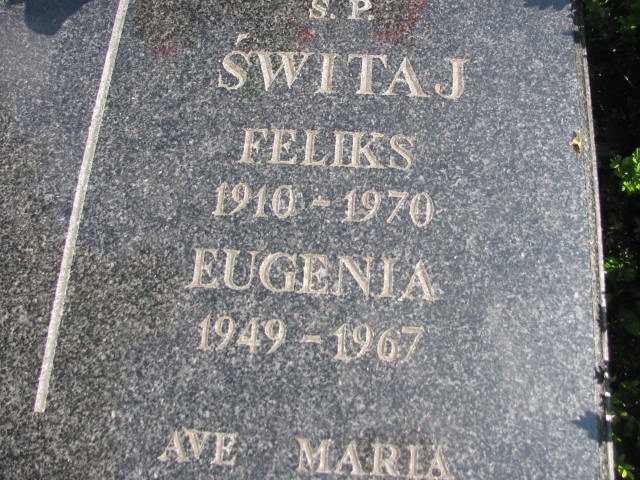 Ś. P.
ŚWITAJ
FELIKS
1910 - 1970
EUGENIA
1949 - 1967
AVE MARIA